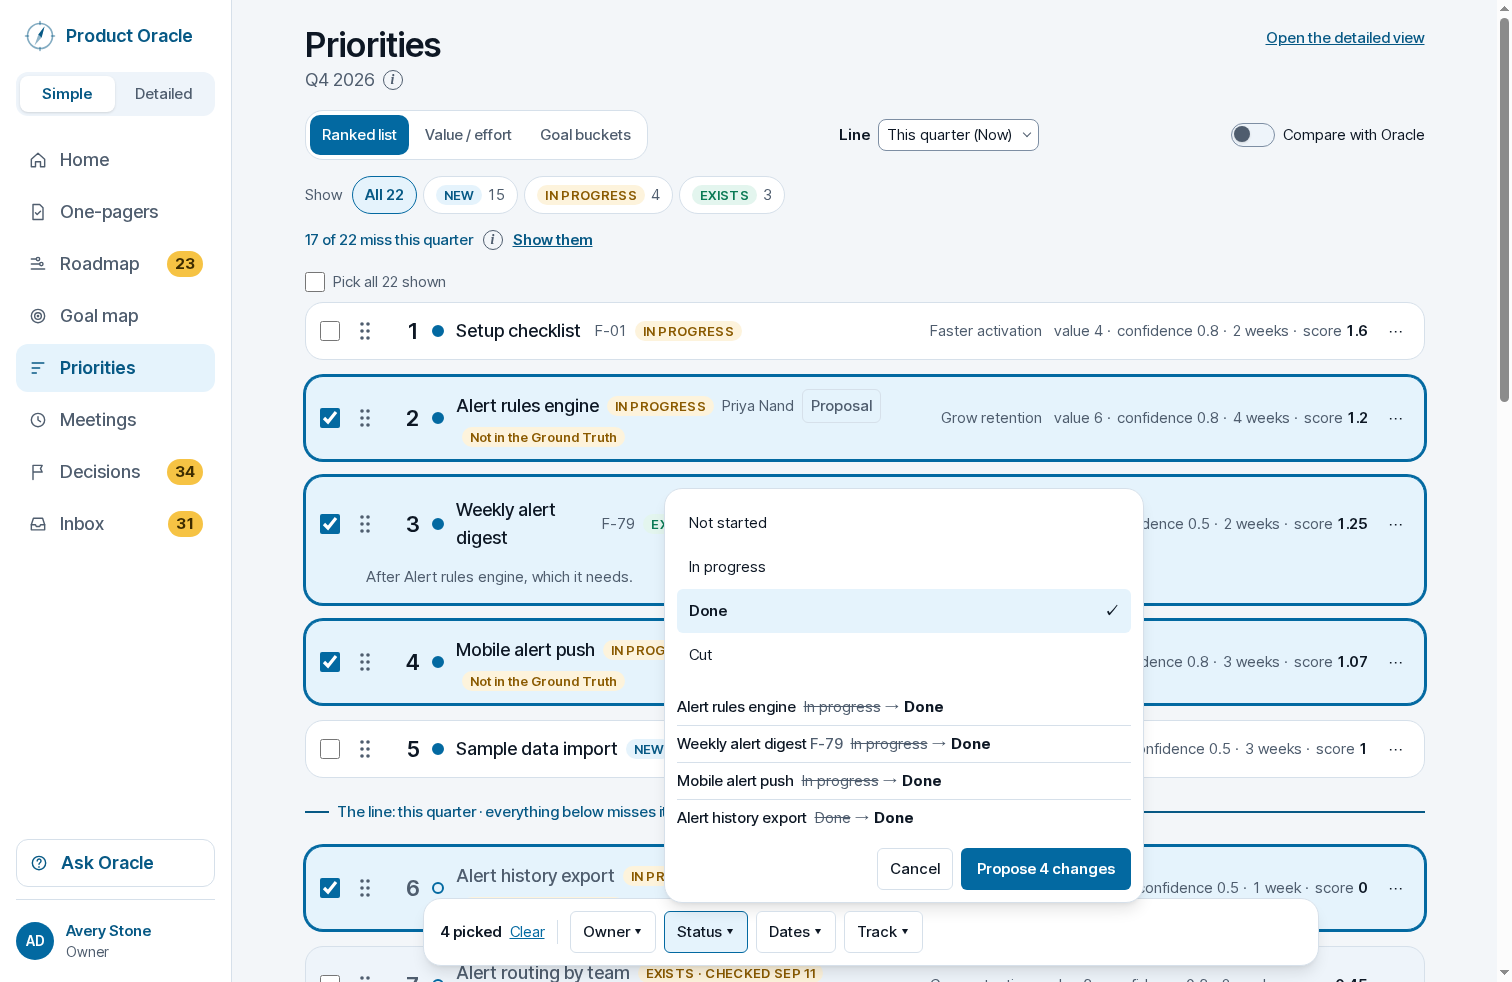 Product Oracle
Simple
Detailed
Home
One-pagers
Roadmap 23
Goal map
Priorities
Meetings
Decisions 34
Inbox 31
Ask Oracle
AD
Avery Stone
Owner
Priorities
Open the detailed view
Q4 2026 i
Ranked list
Value / effort
Goal buckets
Line
This quarter (Now)
Compare with Oracle
Show
All 22
NEW 15
IN PROGRESS 4
EXISTS 3
17 of 22 miss this quarter i Show them
Pick all 22 shown
1 Setup checklist F-01 IN PROGRESS Faster activation value 4 · confidence 0.8 · 2 weeks · score 1.6 ···
2 Alert rules engine IN PROGRESS Priya Nand Proposal Grow retention value 6 · confidence 0.8 · 4 weeks · score 1.2 ···
Not in the Ground Truth
3 Weekly alert digest F-79 dence 0.5 · 2 weeks · score 1.25 ···
After Alert rules engine, which it needs.
4 Mobile alert push IN PROG dence 0.8 · 3 weeks · score 1.07 ···
Not in the Ground Truth
5 Sample data import NEW onfidence 0.5 · 3 weeks · score 1 ···
The line: this quarter · everything below misses it
6 Alert history export IN PR confidence 0.5 · 1 week · score 0 ···
Alert routing by team EXISTS · CHECKED SEP 11
Not started
In progress
Done ✓
Cut
Alert rules engine In progress → Done
Weekly alert digest F-79 In progress → Done
Mobile alert push In progress → Done
Alert history export Done → Done
Cancel
Propose 4 changes
4 picked Clear
Owner ▾
Status ▾
Dates ▾
Track ▾